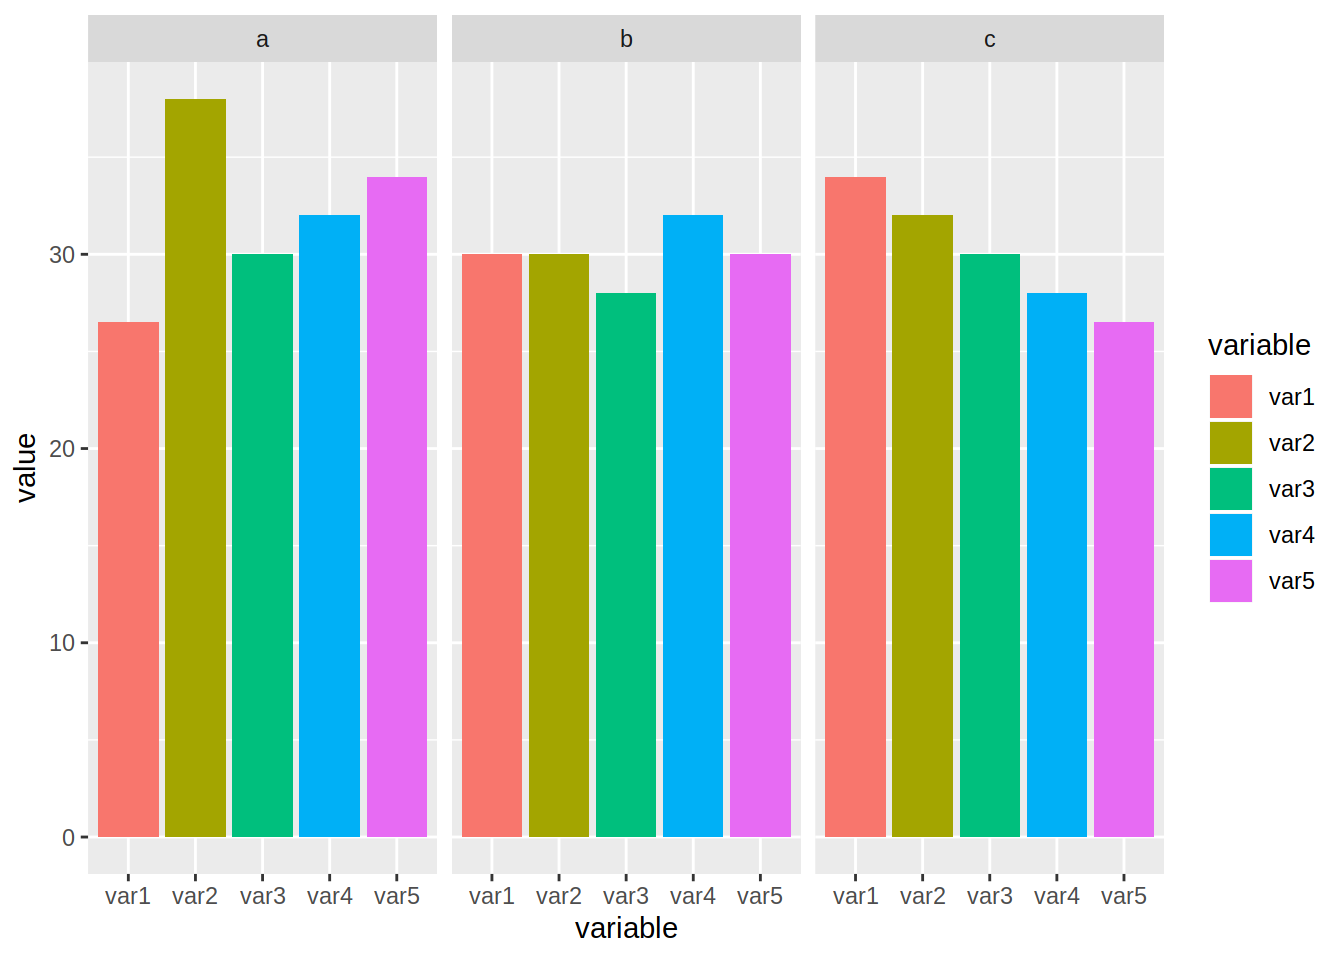 a b c
value
30
20
10
0
var1 var2 var3 var4 var5 var1 var2 var3 var4 var5 var1 var2 var3 var4 var5
variable
variable
var1
var2
var3
var4
var5